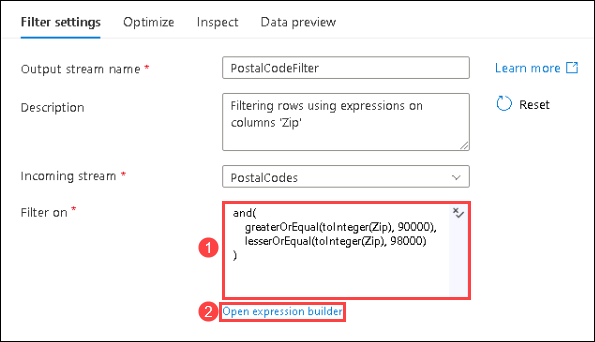 Filter settings Optimize Inspect Data preview
Output stream name * PostalCodeFilter Learn more
Description Filtering rows using expressions on
columns 'Zip'
Reset
Incoming stream * PostalCodes
Filter on * and(
greaterOrEqual(toInteger(Zip), 90000),
lesserOrEqual(toInteger(Zip), 98000)
)
1
2 Open expression builder